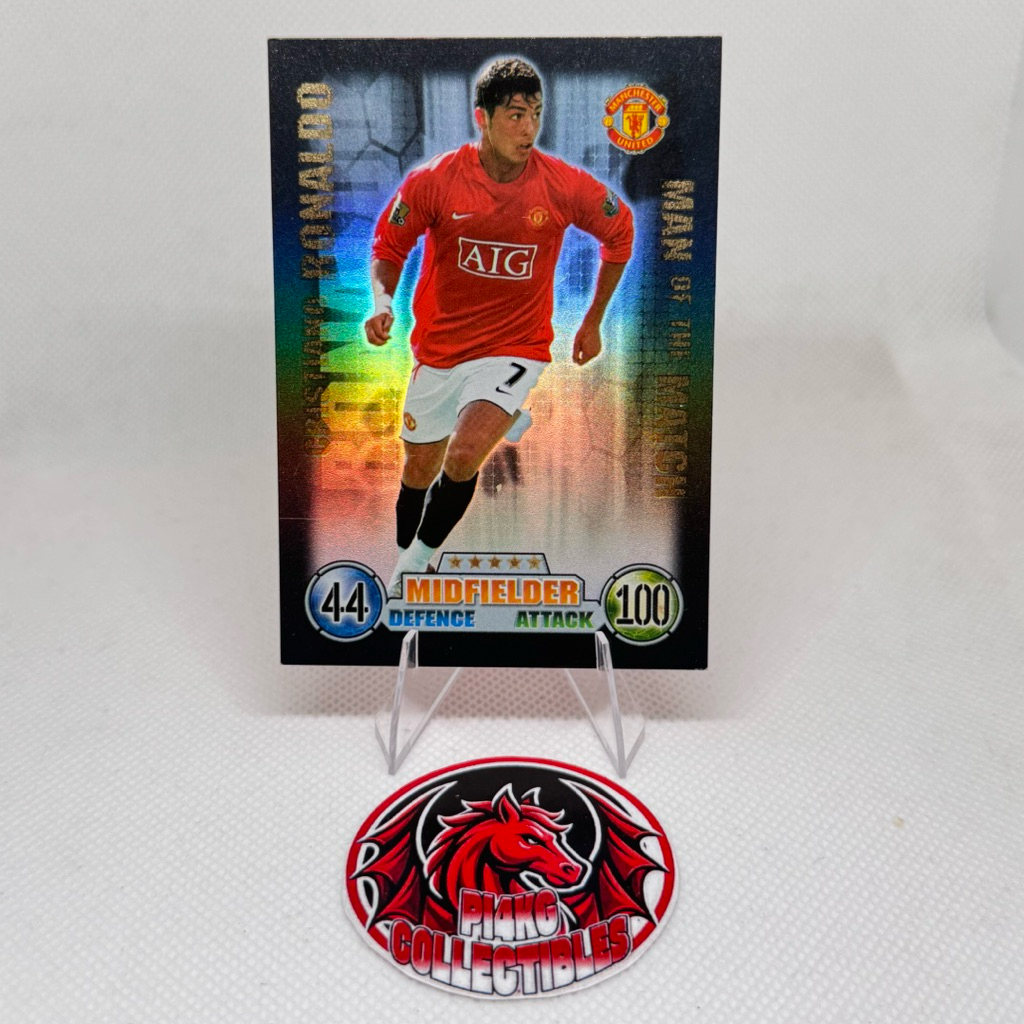 CRISTIANO RONALDO
MANCHESTER
UNITED
MAN OF THE MATCH
AIG
7
44
MIDFIELDER
100
DEFENCE
ATTACK
PI4KG
COLLECTIBLES